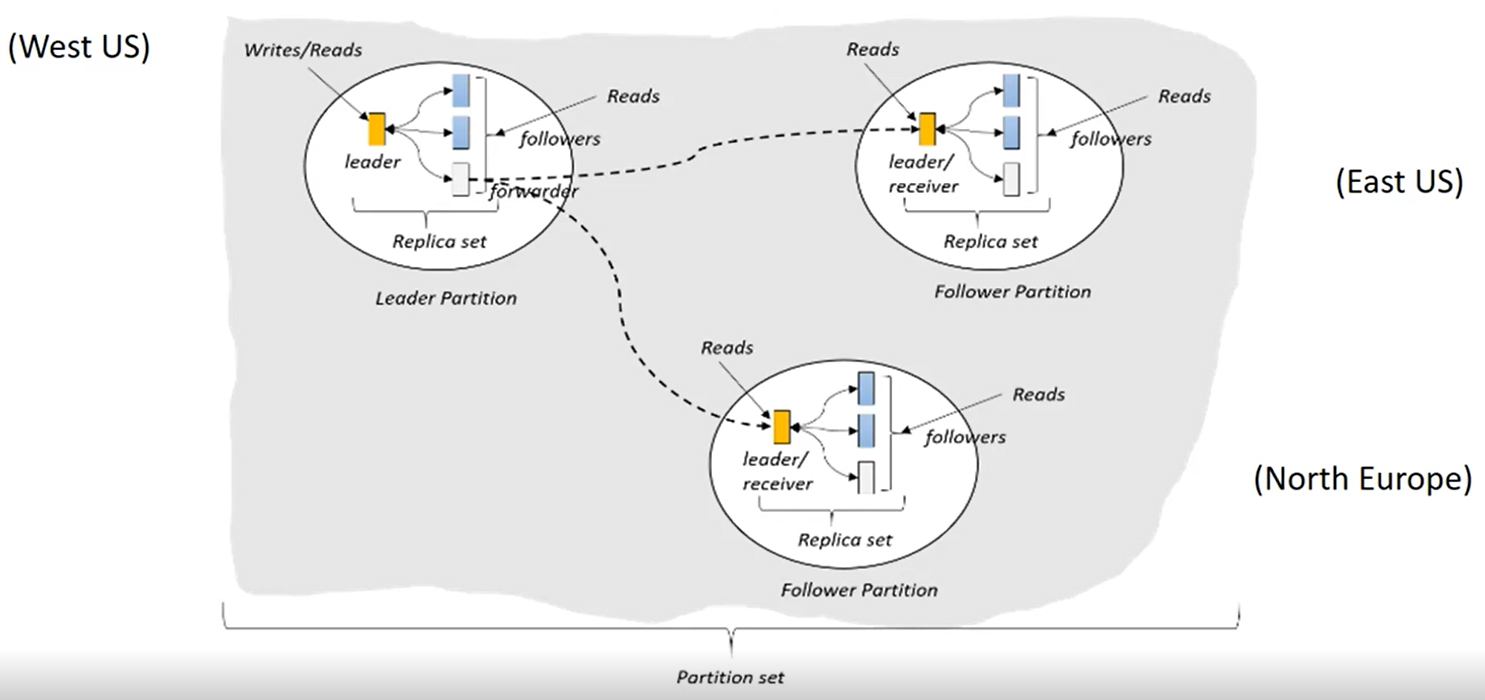 (West US)
Writes/Reads
Reads
followers
leader
forwarder
Replica set
Leader Partition
Reads
Reads
followers
leader/
receiver
Replica set
Follower Partition
(East US)
Reads
Reads
followers
leader/
receiver
Replica set
Follower Partition
(North Europe)
Partition set